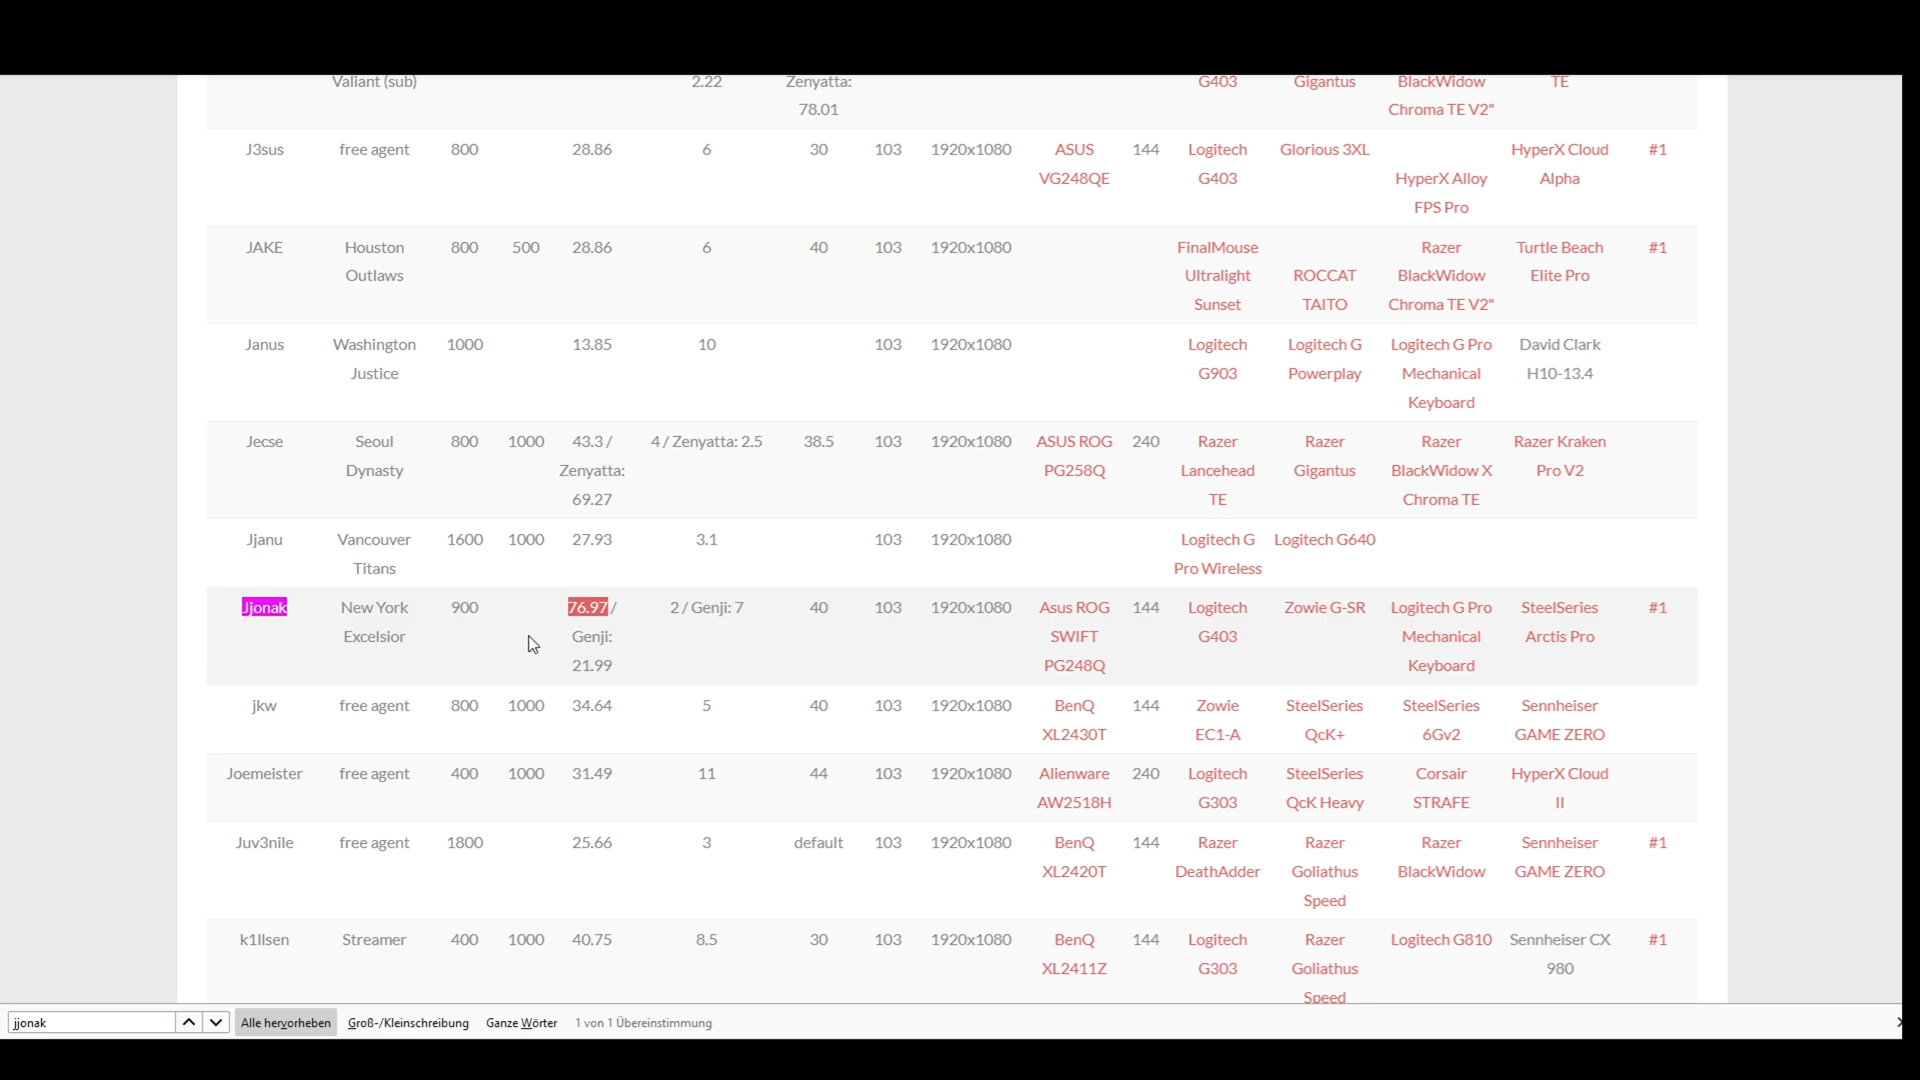 Valiant (sub) 2.22 Zenyatta: G403 Gigantus BlackWidow TE
78.01 Chroma TE V2"
J3sus free agent 800 28.86 6 30 103 1920x1080 ASUS 144 Logitech Glorious 3XL HyperX Cloud #1
VG248QE G403 HyperX Alloy Alpha
FPS Pro
JAKE Houston 800 500 28.86 6 40 103 1920x1080 FinalMouse Razer Turtle Beach #1
Outlaws Ultralight ROCCAT BlackWidow Elite Pro
Sunset TAITO Chroma TE V2"
Janus Washington 1000 13.85 10 103 1920x1080 Logitech Logitech G Logitech G Pro David Clark
Justice G903 Powerplay Mechanical H10-13.4
Keyboard
Jecse Seoul 800 1000 43.3 / 4 / Zenyatta: 2.5 38.5 103 1920x1080 ASUS ROG 240 Razer Razer Razer Razer Kraken
Dynasty Zenyatta: PG258Q Lancehead Gigantus BlackWidow X Pro V2
69.27 TE Chroma TE
Jjanu Vancouver 1600 1000 27.93 3.1 103 1920x1080 Logitech G Logitech G640
Titans Pro Wireless
Jjonak New York 900 76.97 / 2 / Genji: 7 40 103 1920x1080 Asus ROG 144 Logitech Zowie G-SR Logitech G Pro SteelSeries #1
Excelsior Genji: SWIFT G403 Mechanical Arctis Pro
21.99 PG248Q Keyboard
jkw free agent 800 1000 34.64 5 40 103 1920x1080 BenQ 144 Zowie SteelSeries SteelSeries Sennheiser
XL2430T EC1-A QcK+ 6Gv2 GAME ZERO
Joemeister free agent 400 1000 31.49 11 44 103 1920x1080 Alienware 240 Logitech SteelSeries Corsair HyperX Cloud
AW2518H G303 QcK Heavy STRAFE II
Juv3nile free agent 1800 25.66 3 default 103 1920x1080 BenQ 144 Razer Razer Razer Sennheiser #1
XL2420T DeathAdder Goliathus BlackWidow GAME ZERO
Speed
k1llsen Streamer 400 1000 40.75 8.5 30 103 1920x1080 BenQ 144 Logitech Razer Logitech G810 Sennheiser CX #1
XL2411Z G303 Goliathus 980
Speed
jjonak Alle hervorheben Groß-/Kleinschreibung Ganze Wörter 1 von 1 Übereinstimmung